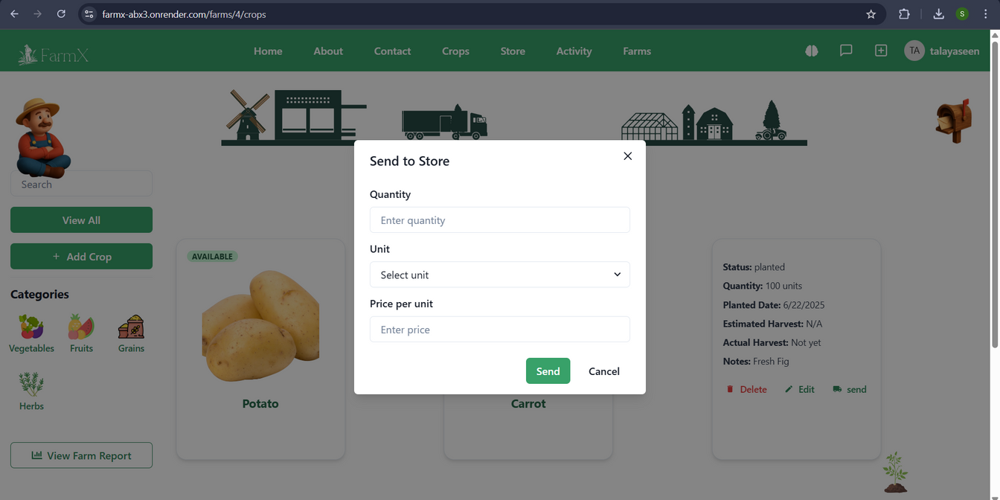 farmx-abx3.onrender.com/farms/4/crops
S
FarmX
Home
About
Contact
Crops
Store
Activity
Farms
TA
talayaseen
Search
View All
+ Add Crop
Categories
Vegetables
Fruits
Grains
Herbs
View Farm Report
AVAILABLE
Potato
Carrot
Send to Store
Quantity
Enter quantity
Unit
Select unit
Price per unit
Enter price
Send
Cancel
Status: planted
Quantity: 100 units
Planted Date: 6/22/2025
Estimated Harvest: N/A
Actual Harvest: Not yet
Notes: Fresh Fig
Delete
Edit
send